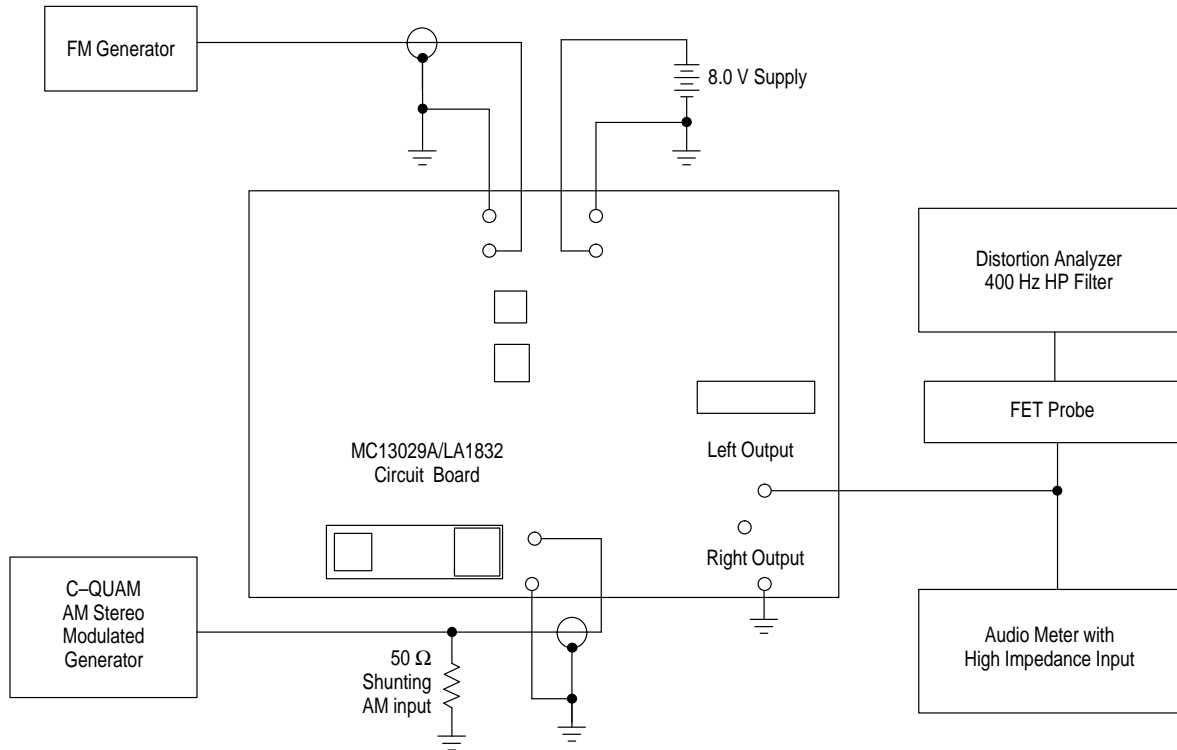 FM Generator
8.0 V Supply
Distortion Analyzer
400 Hz HP Filter
FET Probe
MC13029A/LA1832
Circuit Board
Left Output
Right Output
C–QUAM
AM Stereo
Modulated
Generator
50 Ω
Shunting
AM input
Audio Meter with
High Impedance Input